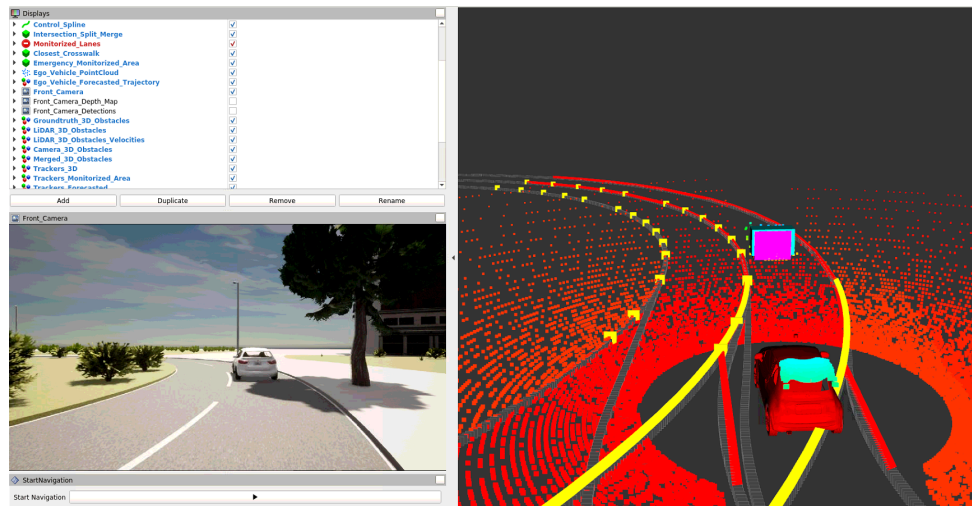 Displays
Control_Spline
Intersection_Split_Merge
Monitorized_Lanes
Closest_Crosswalk
Emergency_Monitorized_Area
Ego_Vehicle_PointCloud
Ego_Vehicle_Forecasted_Trajectory
Front_Camera
Front_Camera_Depth_Map
Front_Camera_Detections
Groundtruth_3D_Obstacles
LiDAR_3D_Obstacles
LiDAR_3D_Obstacles_Velocities
Camera_3D_Obstacles
Merged_3D_Obstacles
Trackers_3D
Trackers_Monitorized_Area
Trackers_Forecasted
Add Duplicate Remove Rename
Front_Camera
StartNavigation
Start Navigation